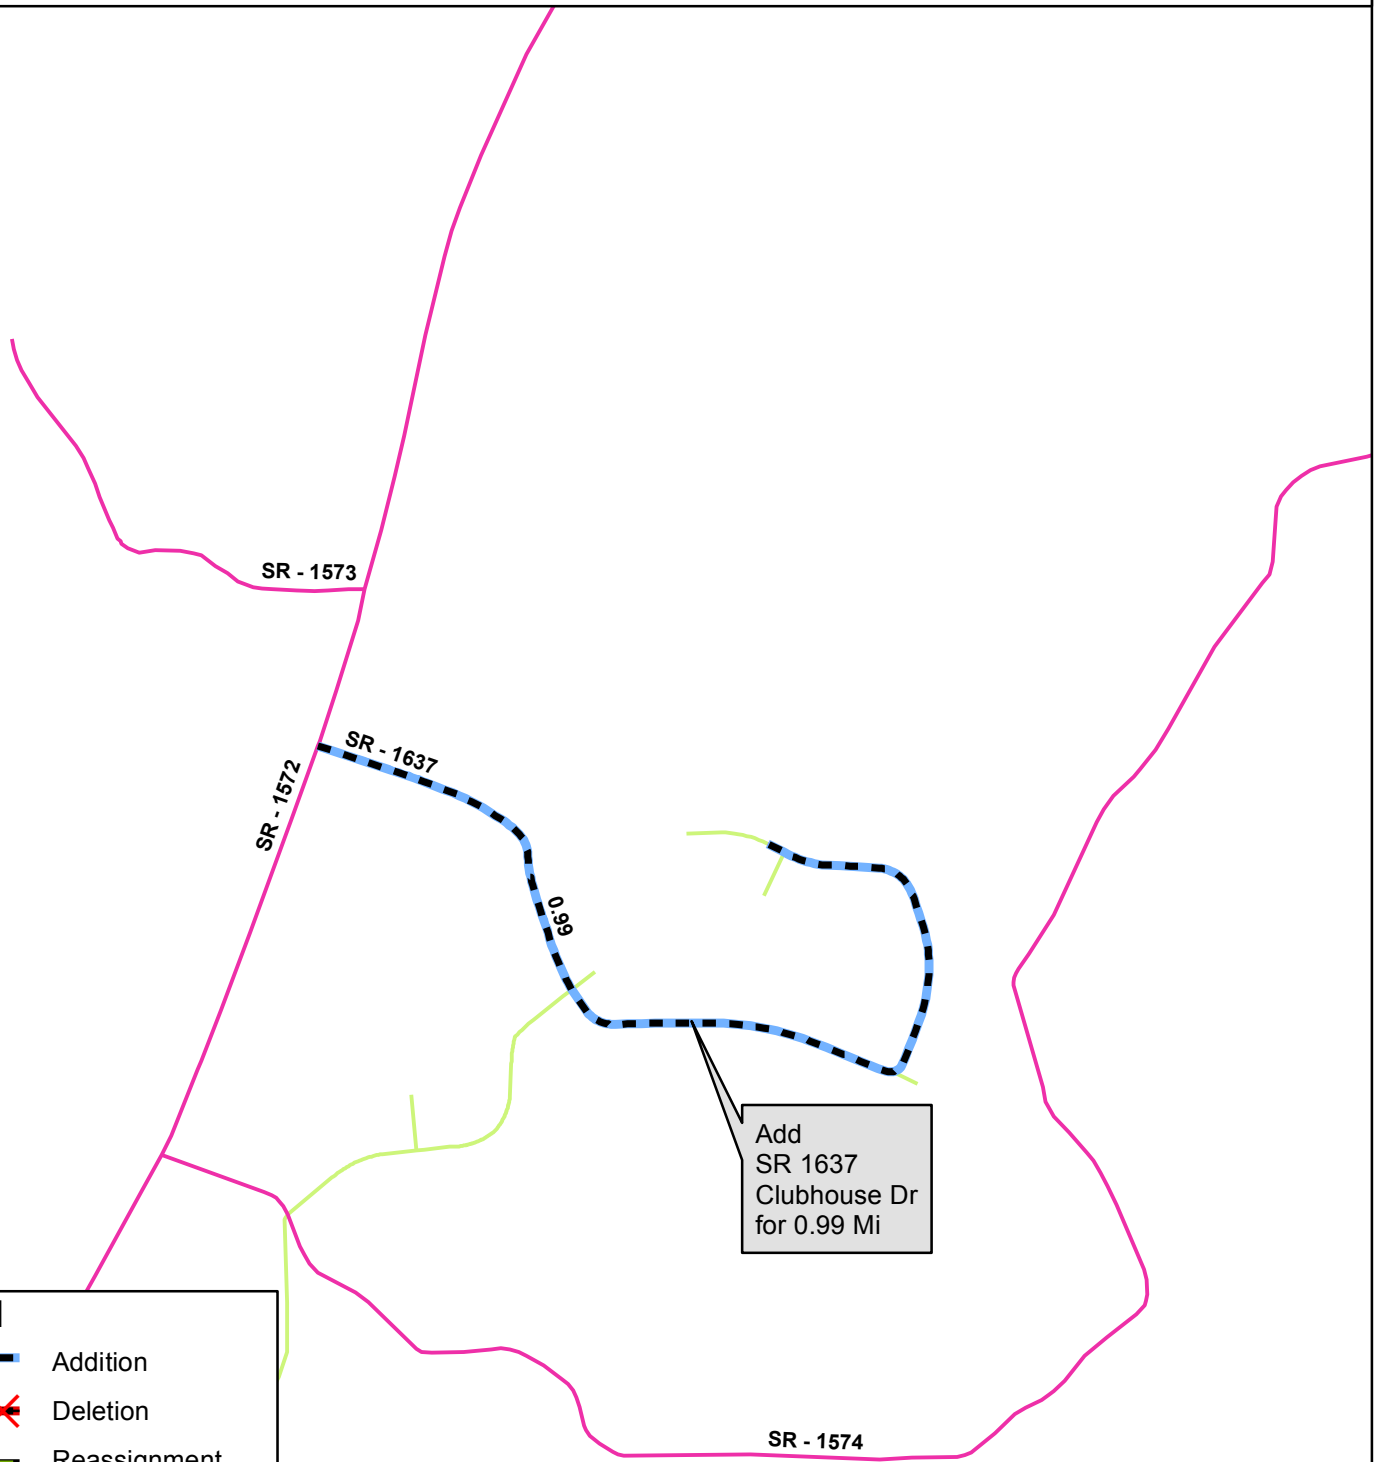 SR - 1573
SR - 1637
SR - 1572
0.99
Add
SR 1637
Clubhouse Dr
for 0.99 Mi
Addition
Deletion
Reassignment
SR - 1574